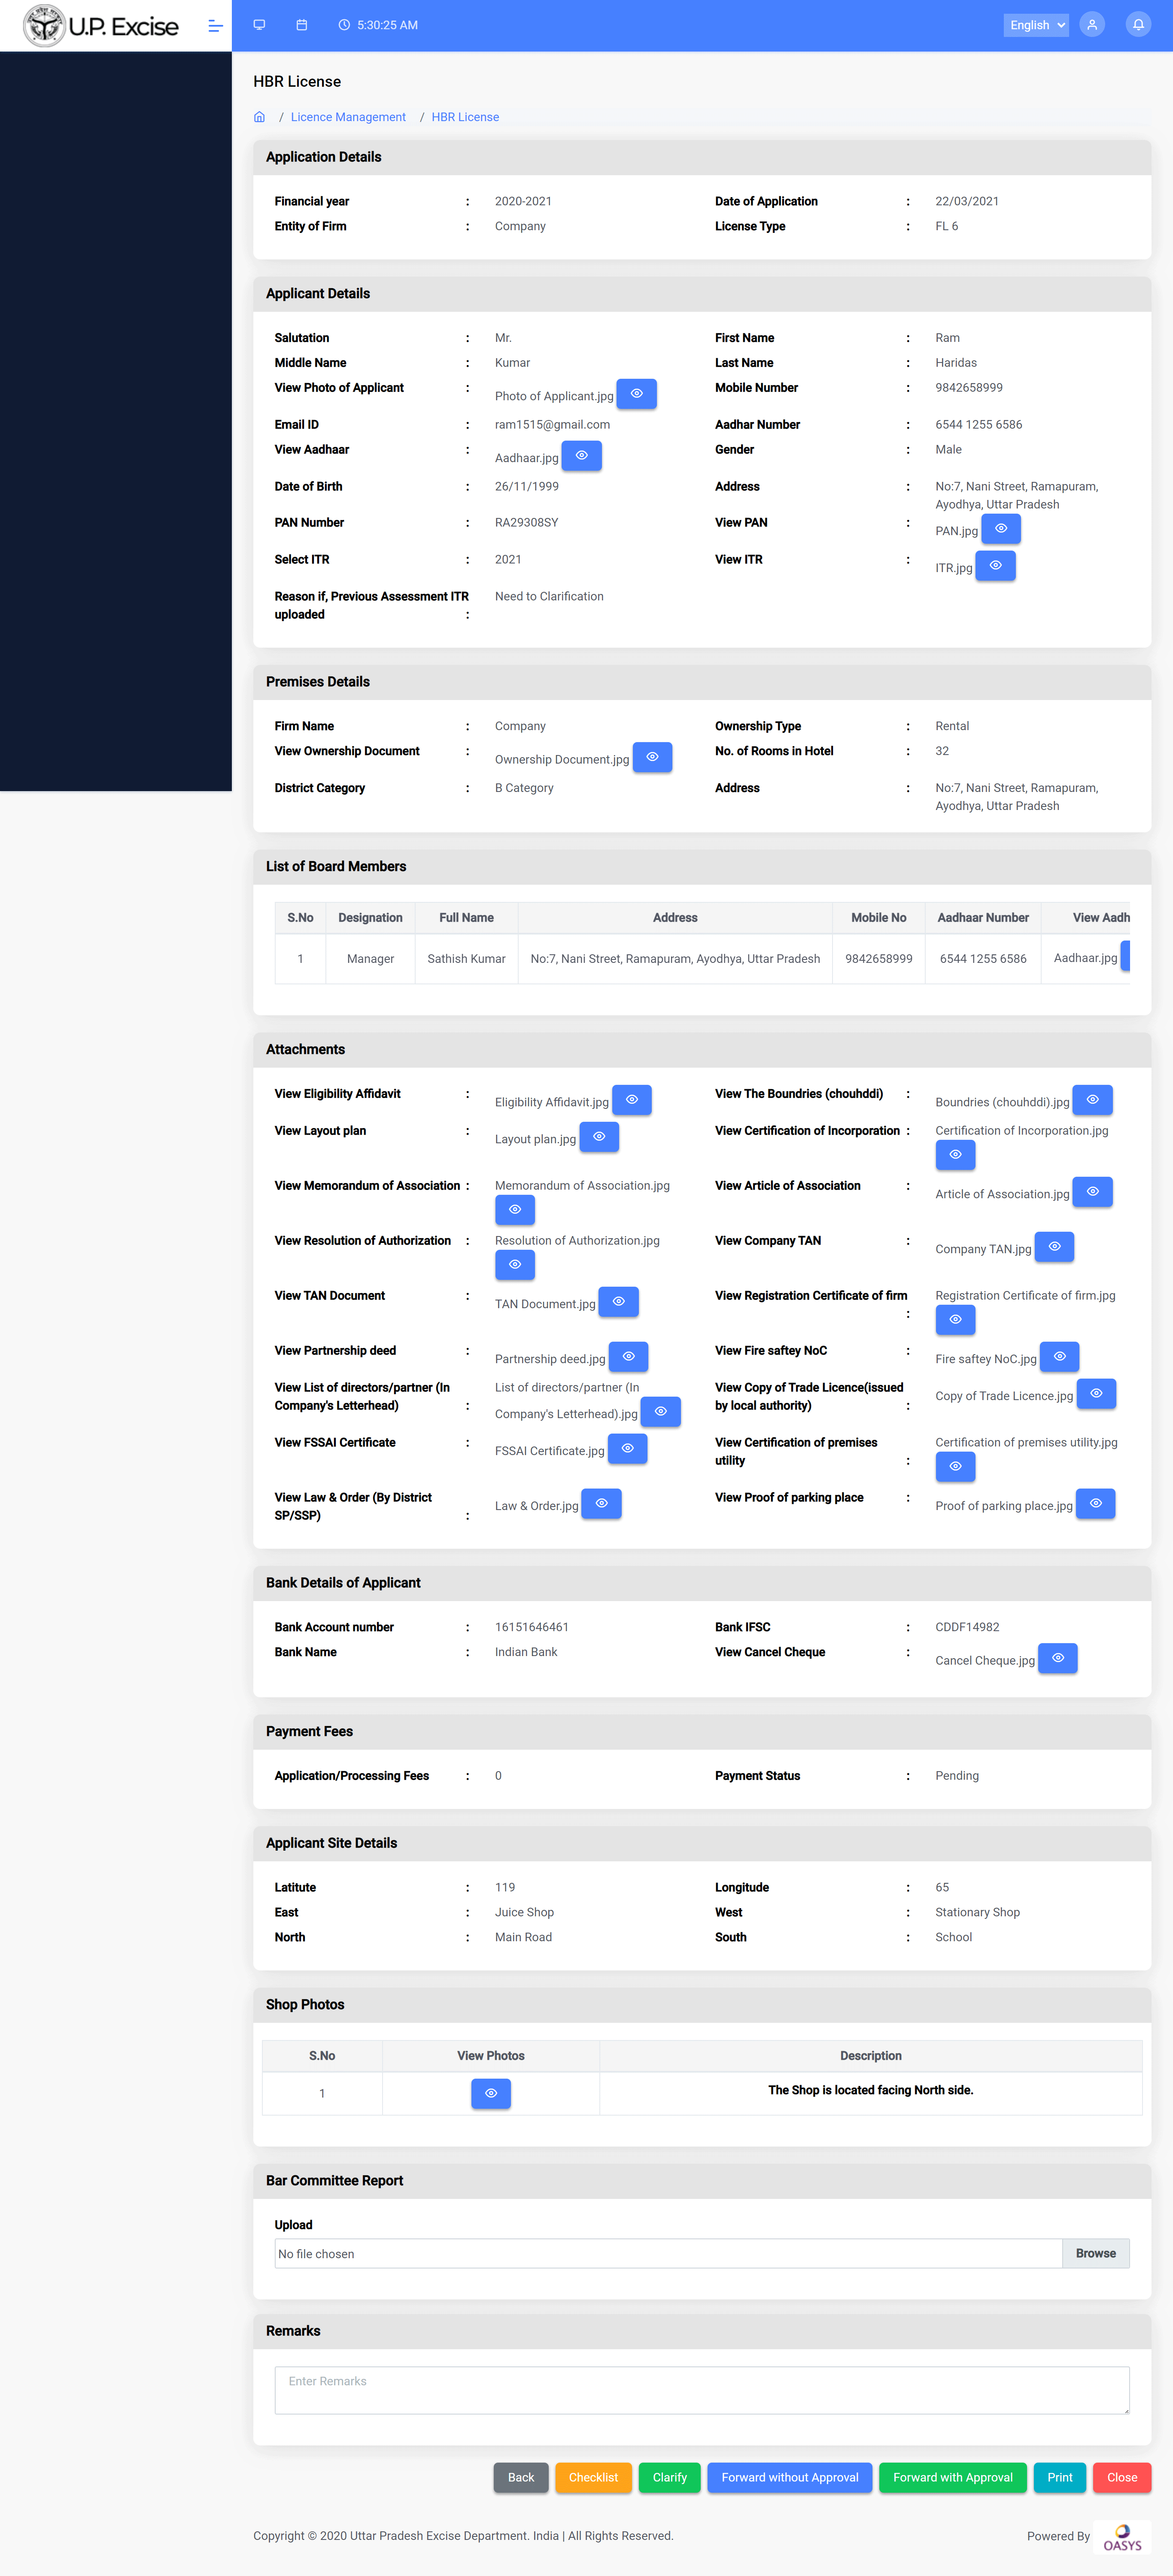 U.P. Excise
5:30:25 AM
English
HBR License
/ Licence Management / HBR License
Application Details
Financial year : 2020-2021 Date of Application : 22/03/2021
Entity of Firm : Company License Type : FL 6
Applicant Details
Salutation : Mr. First Name : Ram
Middle Name : Kumar Last Name : Haridas
View Photo of Applicant : Photo of Applicant.jpg Mobile Number : 9842658999
Email ID : ram1515@gmail.com Aadhar Number : 6544 1255 6586
View Aadhaar : Aadhaar.jpg Gender : Male
Date of Birth : 26/11/1999 Address : No:7, Nani Street, Ramapuram,
Ayodhya, Uttar Pradesh
PAN Number : RA29308SY View PAN : PAN.jpg
Select ITR : 2021 View ITR : ITR.jpg
Reason if, Previous Assessment ITR Need to Clarification
uploaded :
Premises Details
Firm Name : Company Ownership Type : Rental
View Ownership Document : Ownership Document.jpg No. of Rooms in Hotel : 32
District Category : B Category Address : No:7, Nani Street, Ramapuram,
Ayodhya, Uttar Pradesh
List of Board Members
S.No Designation Full Name Address Mobile No Aadhaar Number View Aadh
1 Manager Sathish Kumar No:7, Nani Street, Ramapuram, Ayodhya, Uttar Pradesh 9842658999 6544 1255 6586 Aadhaar.jpg
Attachments
View Eligibility Affidavit : Eligibility Affidavit.jpg View The Boundries (chouhddi) : Boundries (chouhddi).jpg
View Layout plan : Layout plan.jpg View Certification of Incorporation : Certification of Incorporation.jpg
View Memorandum of Association : Memorandum of Association.jpg View Article of Association : Article of Association.jpg
View Resolution of Authorization : Resolution of Authorization.jpg View Company TAN : Company TAN.jpg
View TAN Document : TAN Document.jpg View Registration Certificate of firm : Registration Certificate of firm.jpg
View Partnership deed : Partnership deed.jpg View Fire saftey NoC : Fire saftey NoC.jpg
View List of directors/partner (In List of directors/partner (In View Copy of Trade Licence(issued Copy of Trade Licence.jpg
Company's Letterhead) : Company's Letterhead).jpg by local authority) :
View FSSAI Certificate : FSSAI Certificate.jpg View Certification of premises Certification of premises utility.jpg
utility :
View Law & Order (By District Law & Order.jpg View Proof of parking place : Proof of parking place.jpg
SP/SSP) :
Bank Details of Applicant
Bank Account number : 16151646461 Bank IFSC : CDDF14982
Bank Name : Indian Bank View Cancel Cheque : Cancel Cheque.jpg
Payment Fees
Application/Processing Fees : 0 Payment Status : Pending
Applicant Site Details
Latitute : 119 Longitude : 65
East : Juice Shop West : Stationary Shop
North : Main Road South : School
Shop Photos
S.No View Photos Description
1 The Shop is located facing North side.
Bar Committee Report
Upload
No file chosen Browse
Remarks
Enter Remarks
Back Checklist Clarify Forward without Approval Forward with Approval Print Close
Copyright © 2020 Uttar Pradesh Excise Department. India | All Rights Reserved. Powered By OASYS